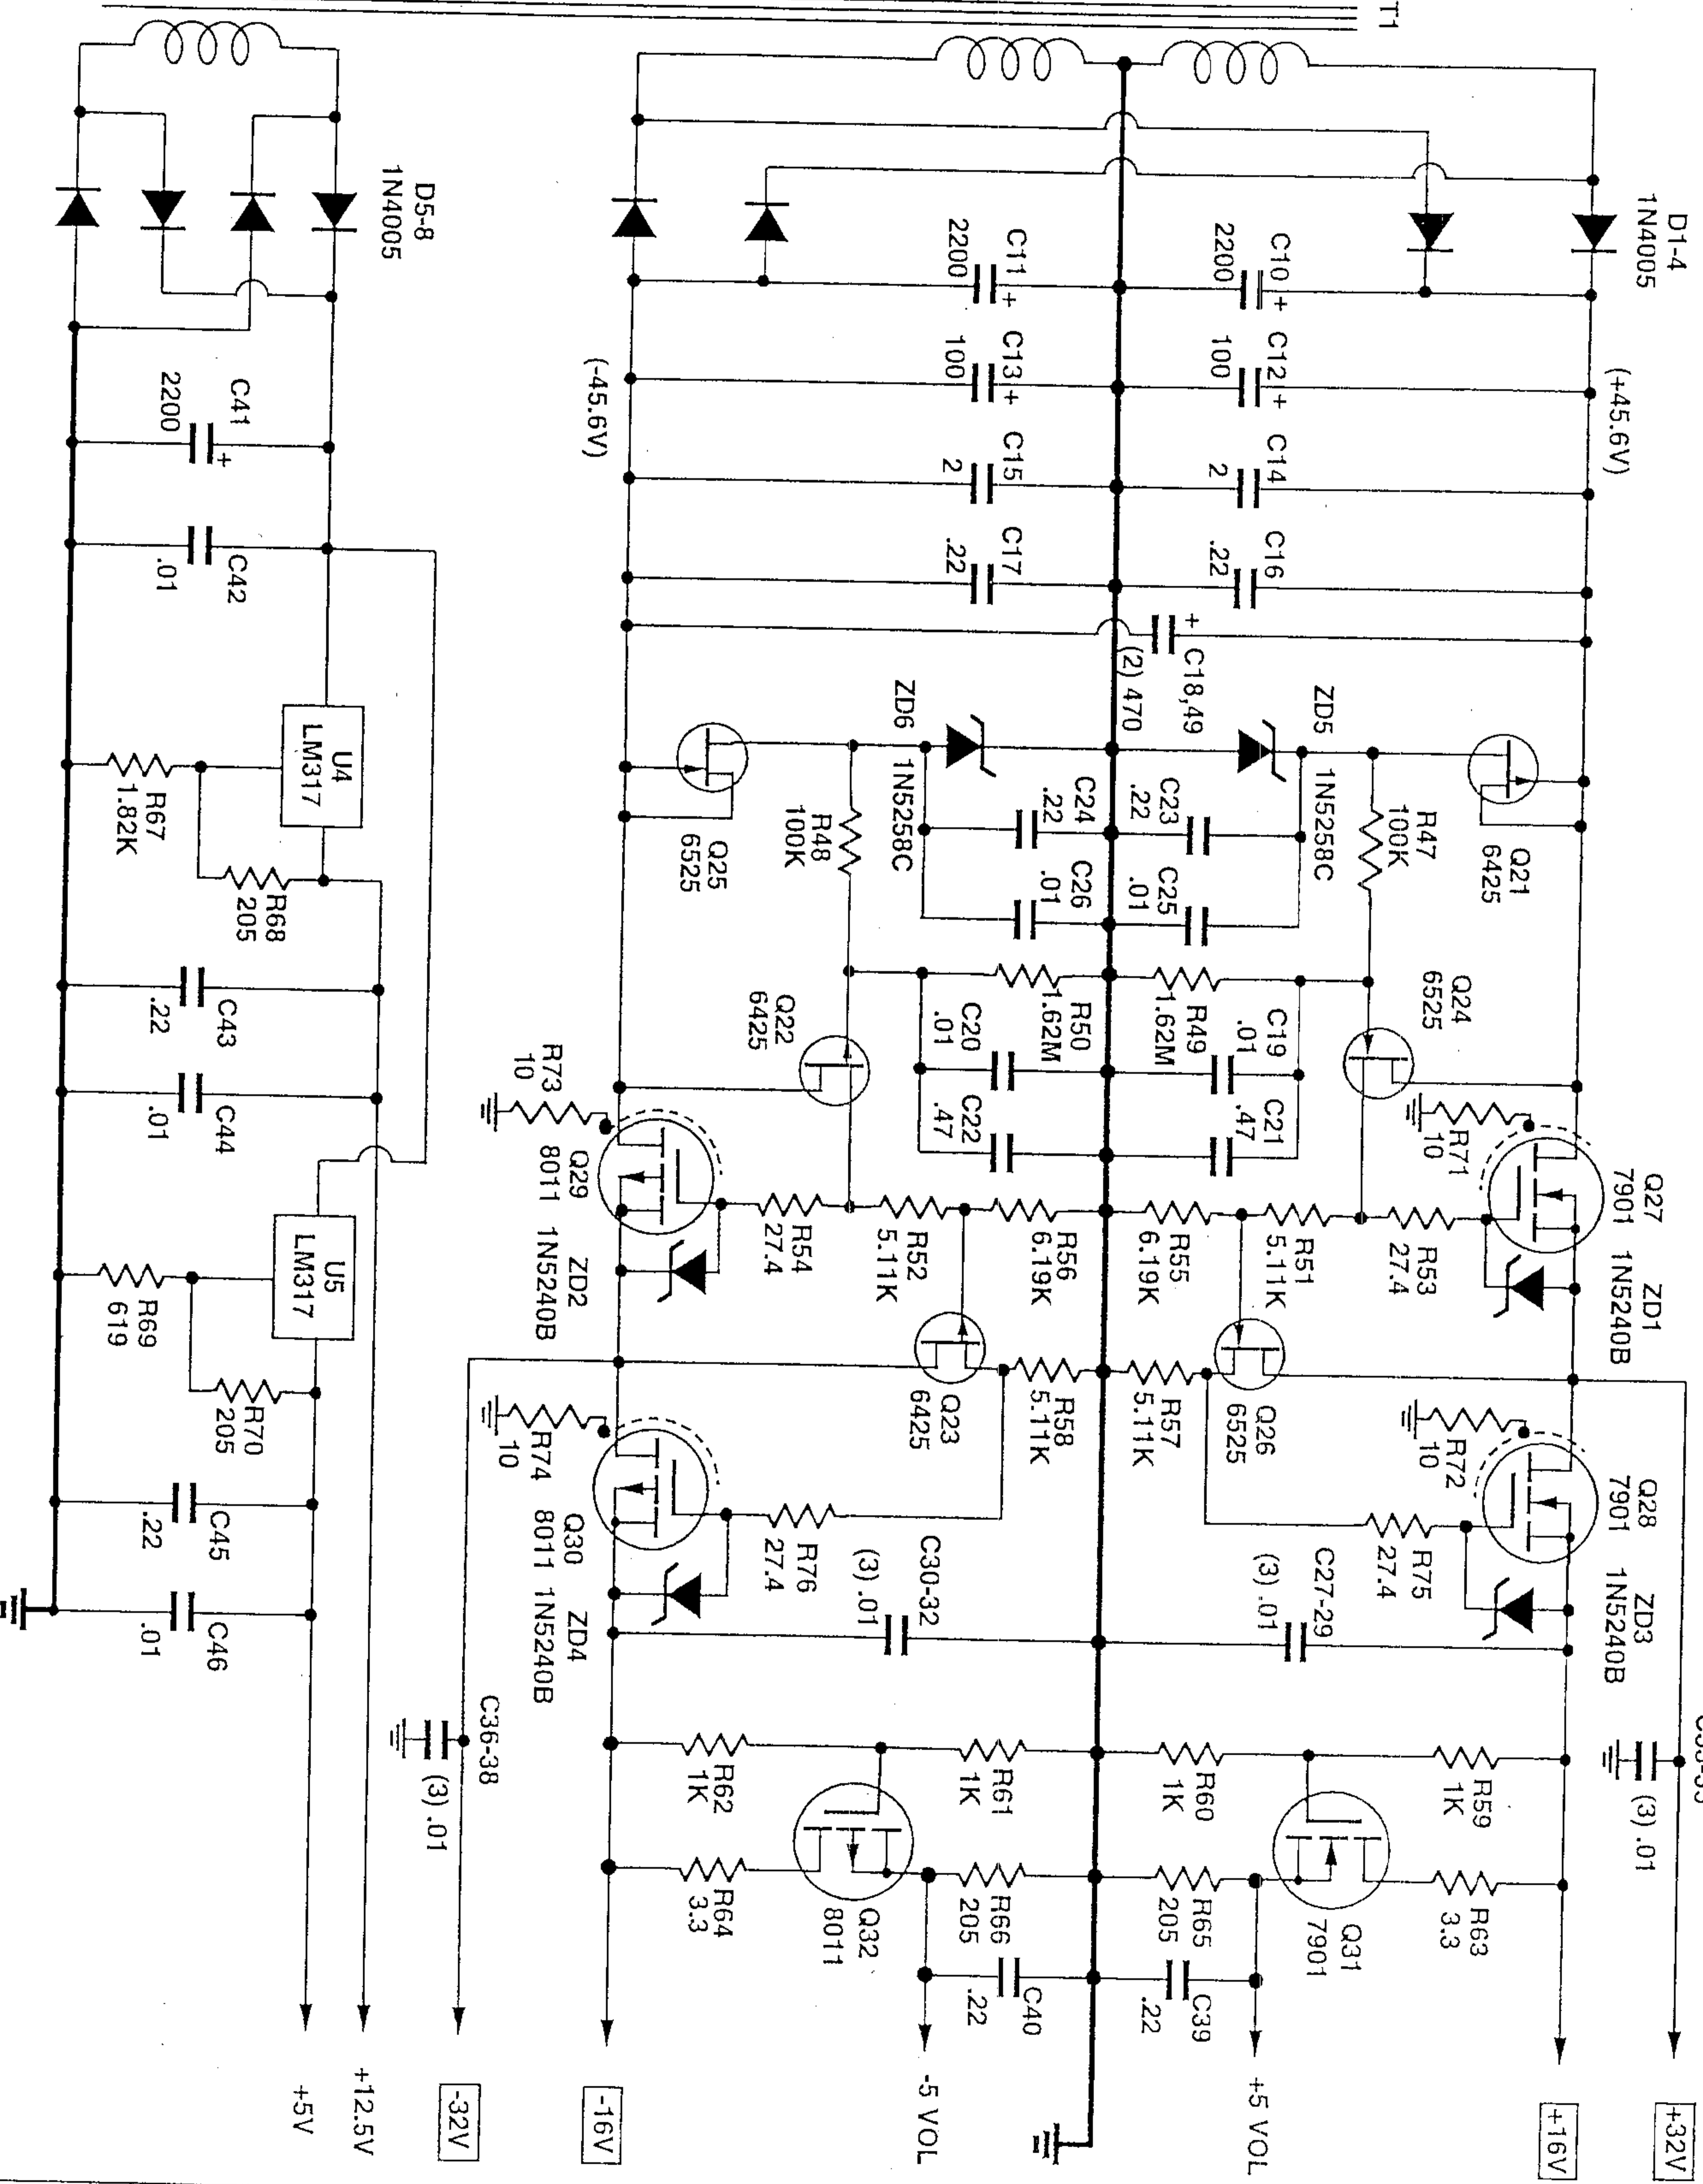 T1
D1-4
1N4005
(+45.6V)
C10 +
2200
C12 +
100
C14
2
C16
.22
C11 +
2200
C13 +
100
C15
2
C17
.22
(-45.6V)
+
C18,49
(2) 470
Q21
6425
R47
100K
ZD5
1N5258C
C23
.22
C25
.01
ZD6
1N5258C
C24
.22
C26
.01
R48
100K
Q25
6525
Q24
6525
C19
.01
C21
.47
R49
1.62M
R50
1.62M
C20
.01
C22
.47
Q22
6425
R71
10
Q27
7901
ZD1
1N5240B
R53
27.4
R51
5.11K
R55
6.19K
R56
6.19K
R52
5.11K
R54
27.4
R73
10
Q29
8011
ZD2
1N5240B
Q26
6525
R57
5.11K
R58
5.11K
Q23
6425
R72
10
Q28
7901
ZD3
1N5240B
R75
27.4
C27-29
(3) .01
C30-32
(3) .01
R76
27.4
R74
10
Q30
8011
ZD4
1N5240B
(3) .01
R59
1K
R60
1K
R61
1K
R62
1K
R63
3.3
Q31
7901
R65
205
R66
205
Q32
8011
R64
3.3
C39
.22
C40
.22
C36-38
(3) .01
+32V
+16V
+5 VOL
-5 VOL
-16V
-32V
+12.5V
+5V
D5-8
1N4005
C41
2200
+
C42
.01
U4
LM317
R67
1.82K
R68
205
C43
.22
C44
.01
U5
LM317
R69
619
R70
205
C45
.22
C46
.01